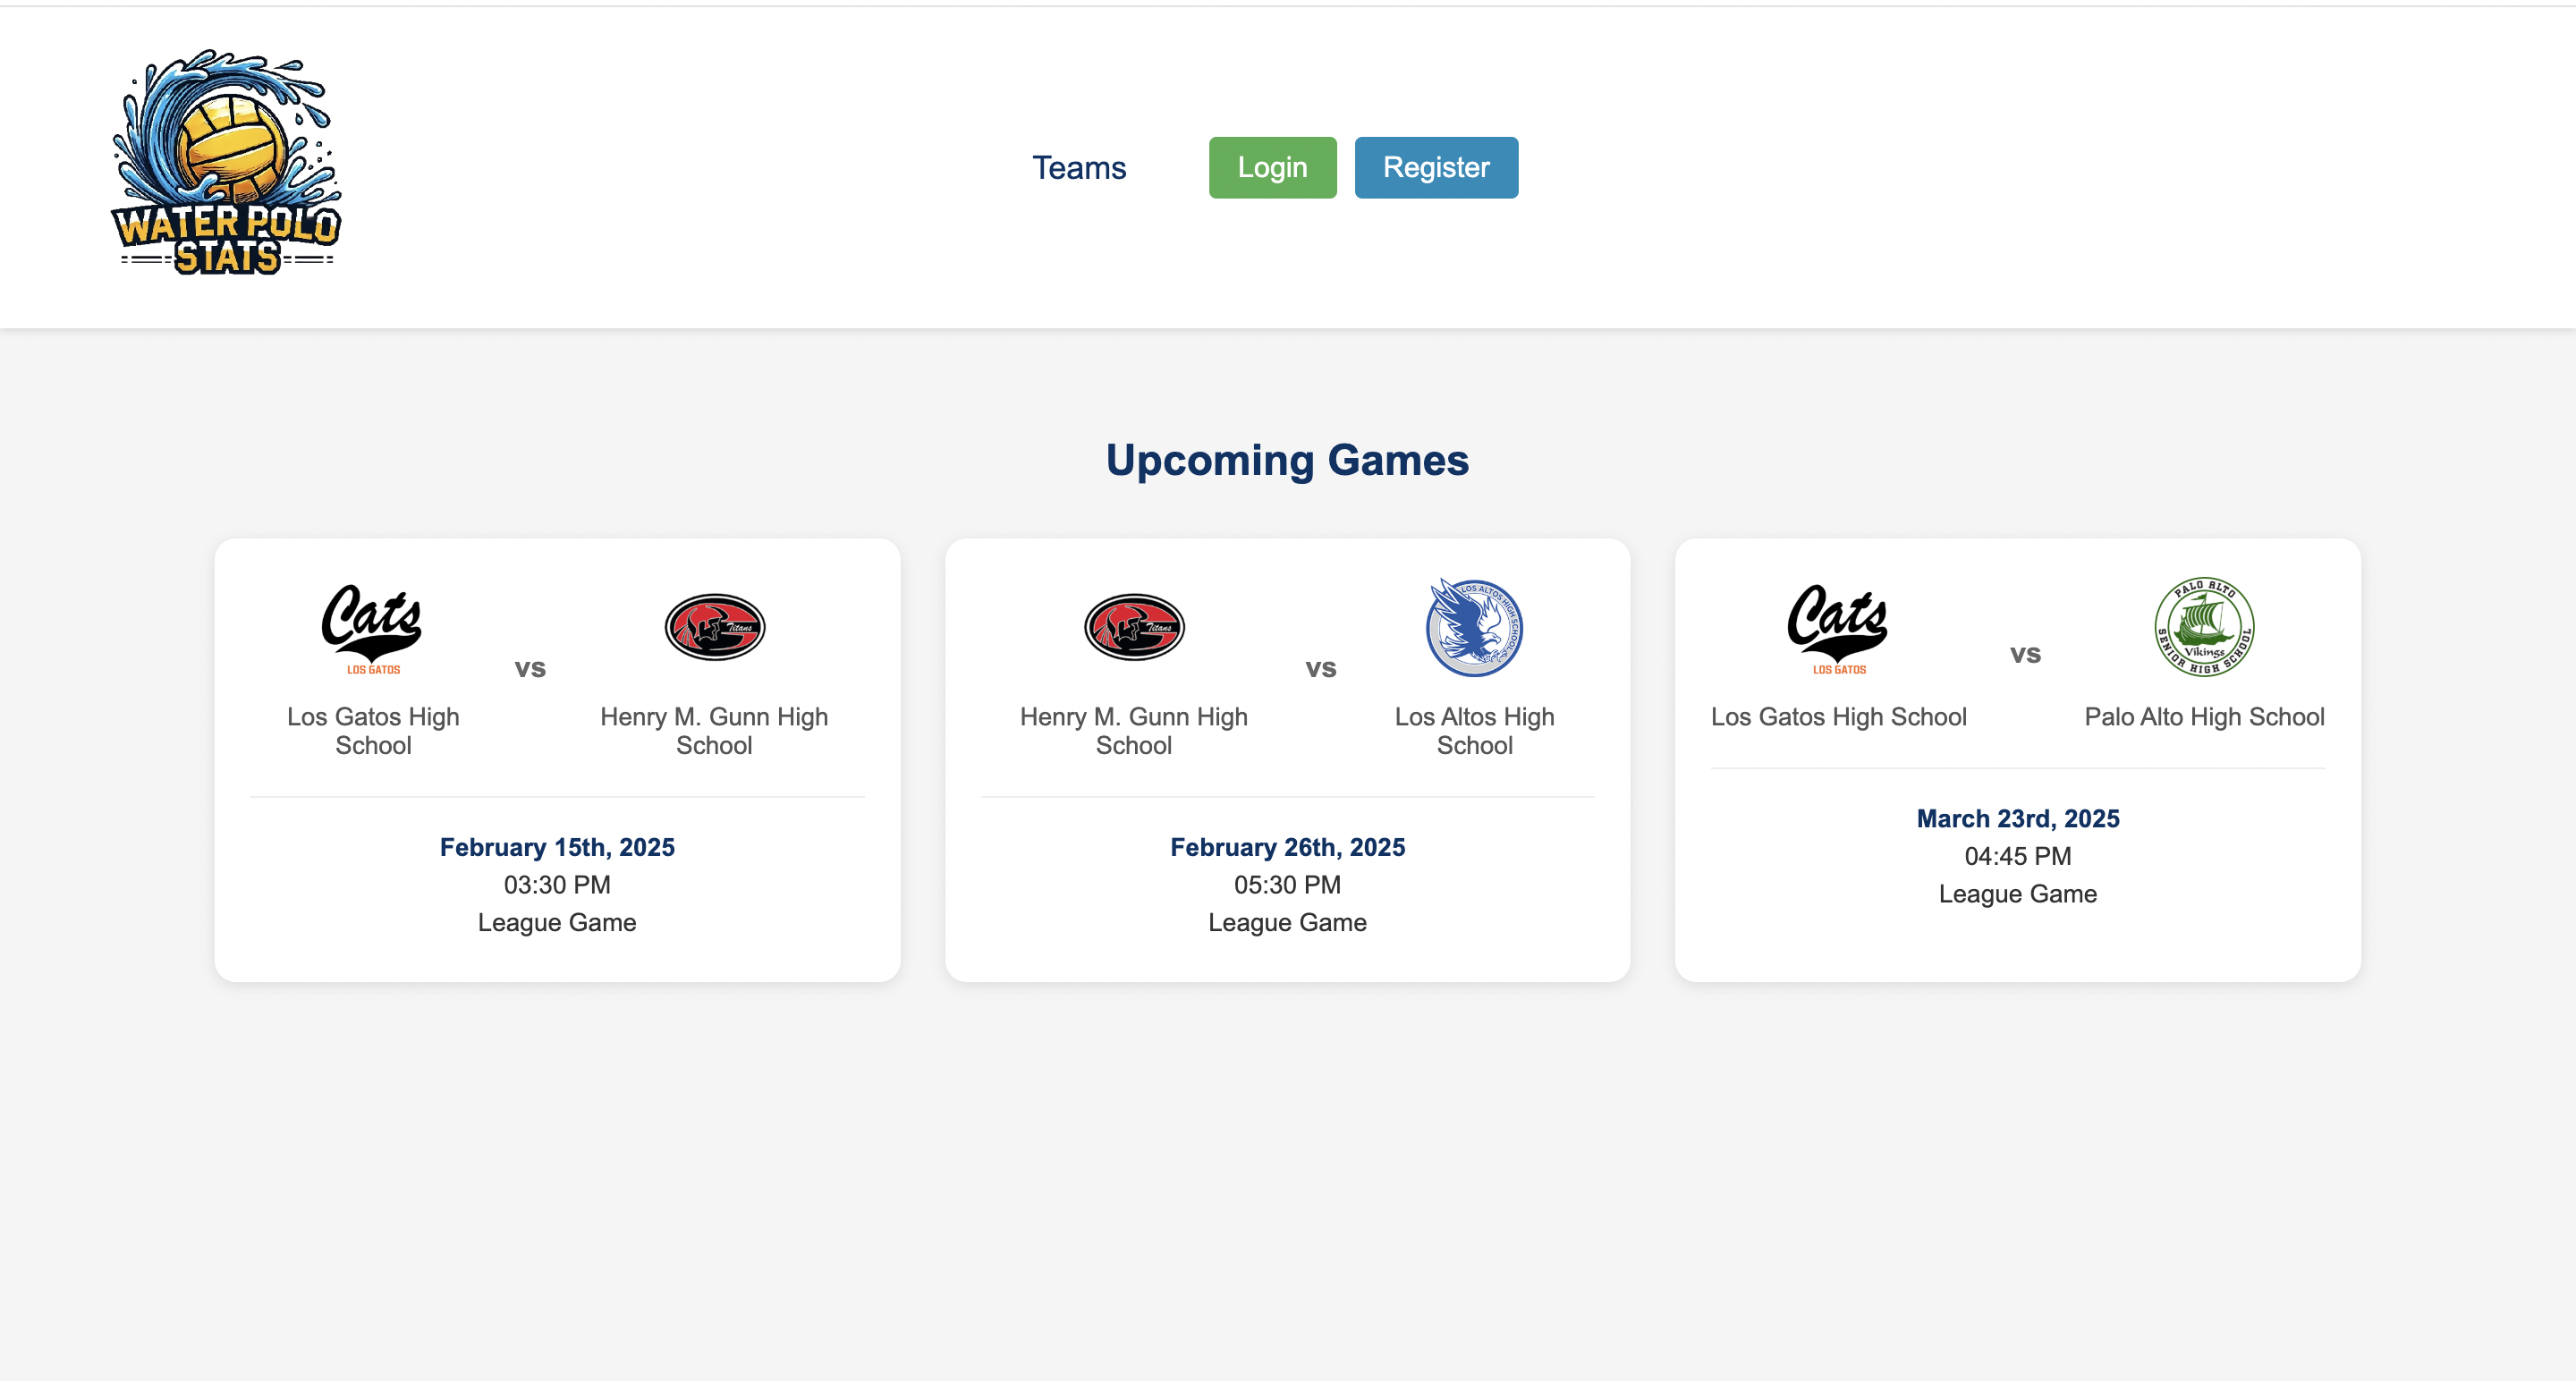 WATER POLO
STATS
Teams
Login
Register
Upcoming Games
Cats
LOS GATOS
vs
Titans
Los Gatos High
School
Henry M. Gunn High
School
February 15th, 2025
03:30 PM
League Game
Titans
vs
LOS ALTOS HIGH SCHOOL
Henry M. Gunn High
School
Los Altos High
School
February 26th, 2025
05:30 PM
League Game
Cats
LOS GATOS
vs
PALO ALTO
Vikings
SENIOR HIGH SCHOOL
Los Gatos High School
Palo Alto High School
March 23rd, 2025
04:45 PM
League Game